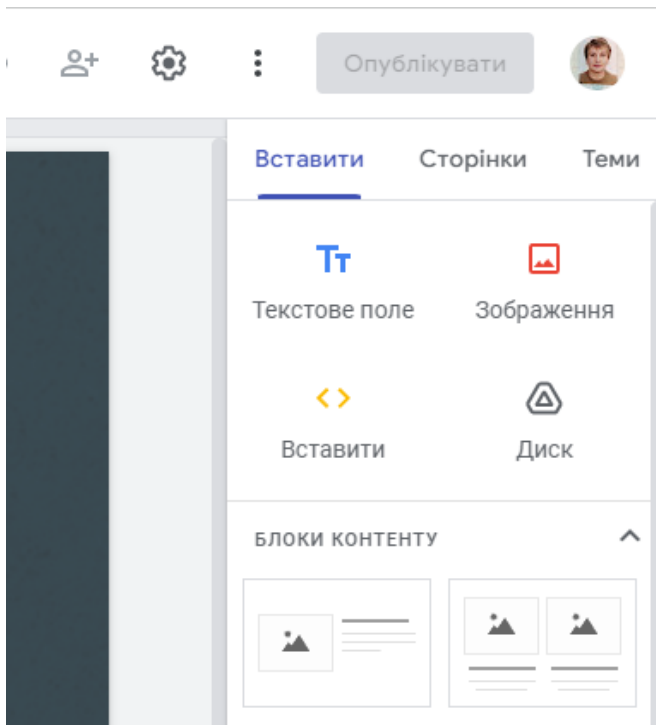 Опублікувати
Вставити Сторінки Теми
Текстове поле Зображення
Вставити Диск
БЛОКИ КОНТЕНТУ